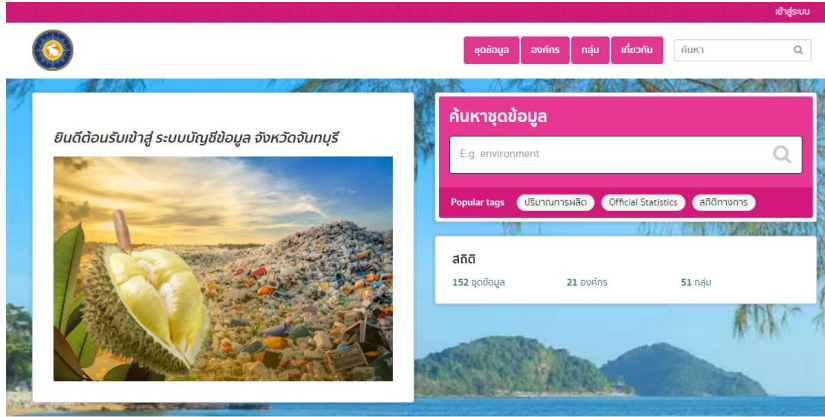 เข้าสู่ระบบ
ชุดข้อมูล องค์กร กลุ่ม เกี่ยวกับ ค้นหา
ค้นหาชุดข้อมูล
ยินดีต้อนรับเข้าสู่ ระบบบัญชีข้อมูล จังหวัดจันทบุรี
E.g. environment
Popular tags ปริมาณการผลิต Official Statistics สถิติทางการ
สถิติ
152 ชุดข้อมูล 21 องค์กร 51 กลุ่ม